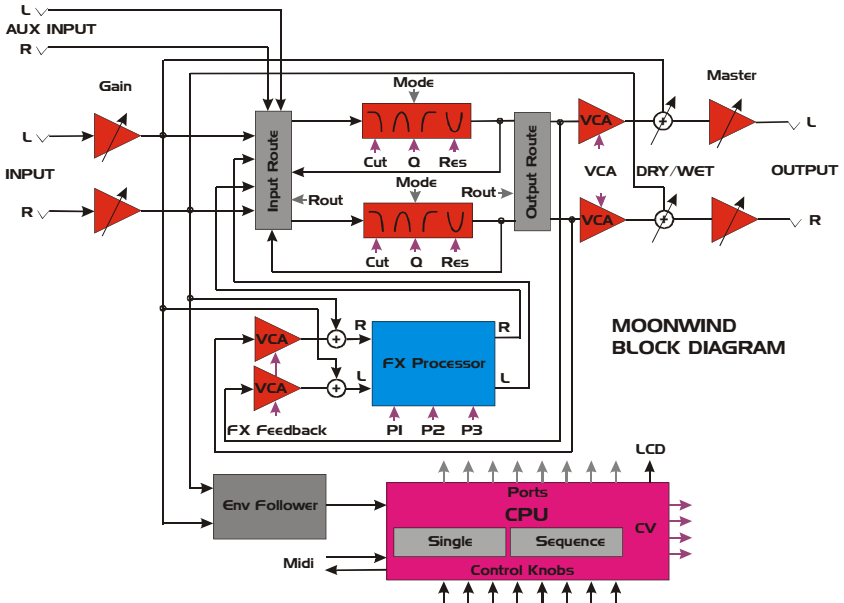 L
AUX INPUT
R
Gain
Mode
Master
L
VCA
L
Input Route
Output Route
Cut
Q
Res
INPUT
Mode
Rout
Rout
VCA
DRY/WET
OUTPUT
R
VCA
R
Cut
Q
Res
MOONWIND
BLOCK DIAGRAM
VCA
R
R
FX Processor
VCA
L
L
FX Feedback
P1
P2
P3
LCD
Ports
Env Follower
CPU
CV
Single
Sequence
Midi
Control Knobs